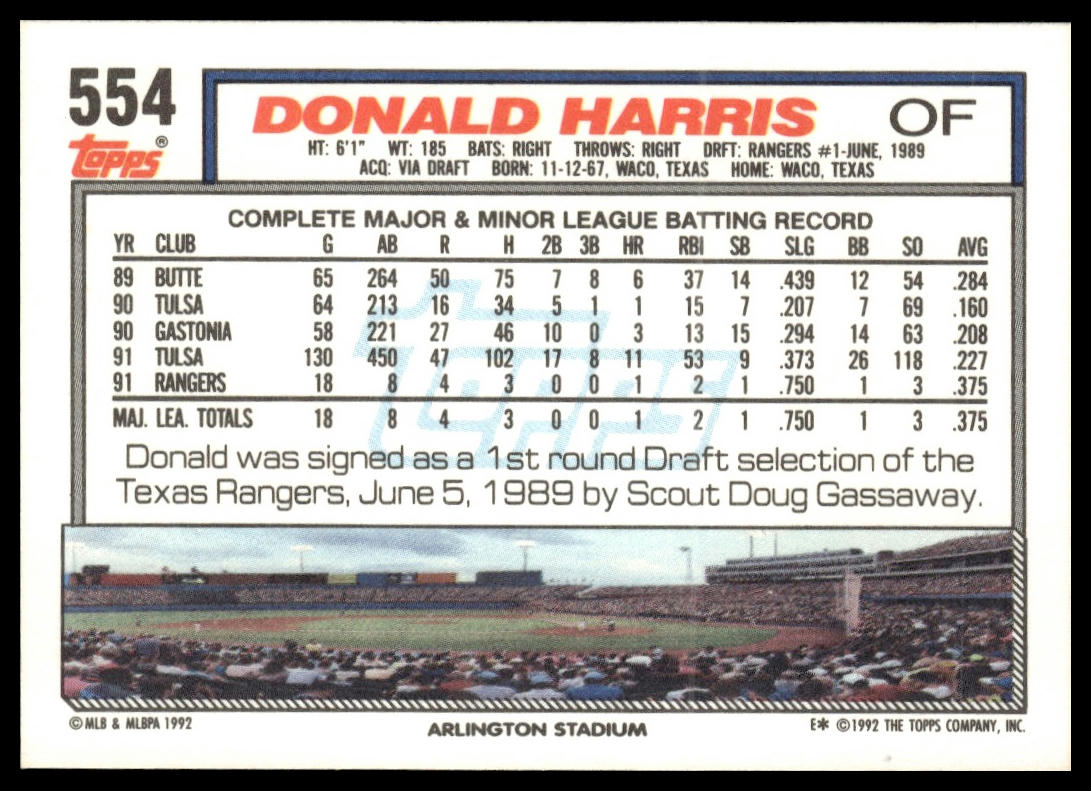 554
Topps®
DONALD HARRIS OF
HT: 6'1" WT: 185 BATS: RIGHT THROWS: RIGHT DRFT: RANGERS #1-JUNE, 1989
ACQ: VIA DRAFT BORN: 11-12-67, WACO, TEXAS HOME: WACO, TEXAS
COMPLETE MAJOR & MINOR LEAGUE BATTING RECORD
YR CLUB G AB R H 2B 3B HR RBI SB SLG BB SO AVG
89 BUTTE 65 264 50 75 7 8 6 37 14 .439 12 54 .284
90 TULSA 64 213 16 34 5 1 1 15 7 .207 7 69 .160
90 GASTONIA 58 221 27 46 10 0 3 13 15 .294 14 63 .208
91 TULSA 130 450 47 102 17 8 11 53 9 .373 26 118 .227
91 RANGERS 18 8 4 3 0 0 1 2 1 .750 1 3 .375
MAJ. LEA. TOTALS 18 8 4 3 0 0 1 2 1 .750 1 3 .375
Topps
Donald was signed as a 1st round Draft selection of the
Texas Rangers, June 5, 1989 by Scout Doug Gassaway.
© MLB & MLBPA 1992 ARLINGTON STADIUM E* © 1992 THE TOPPS COMPANY, INC.